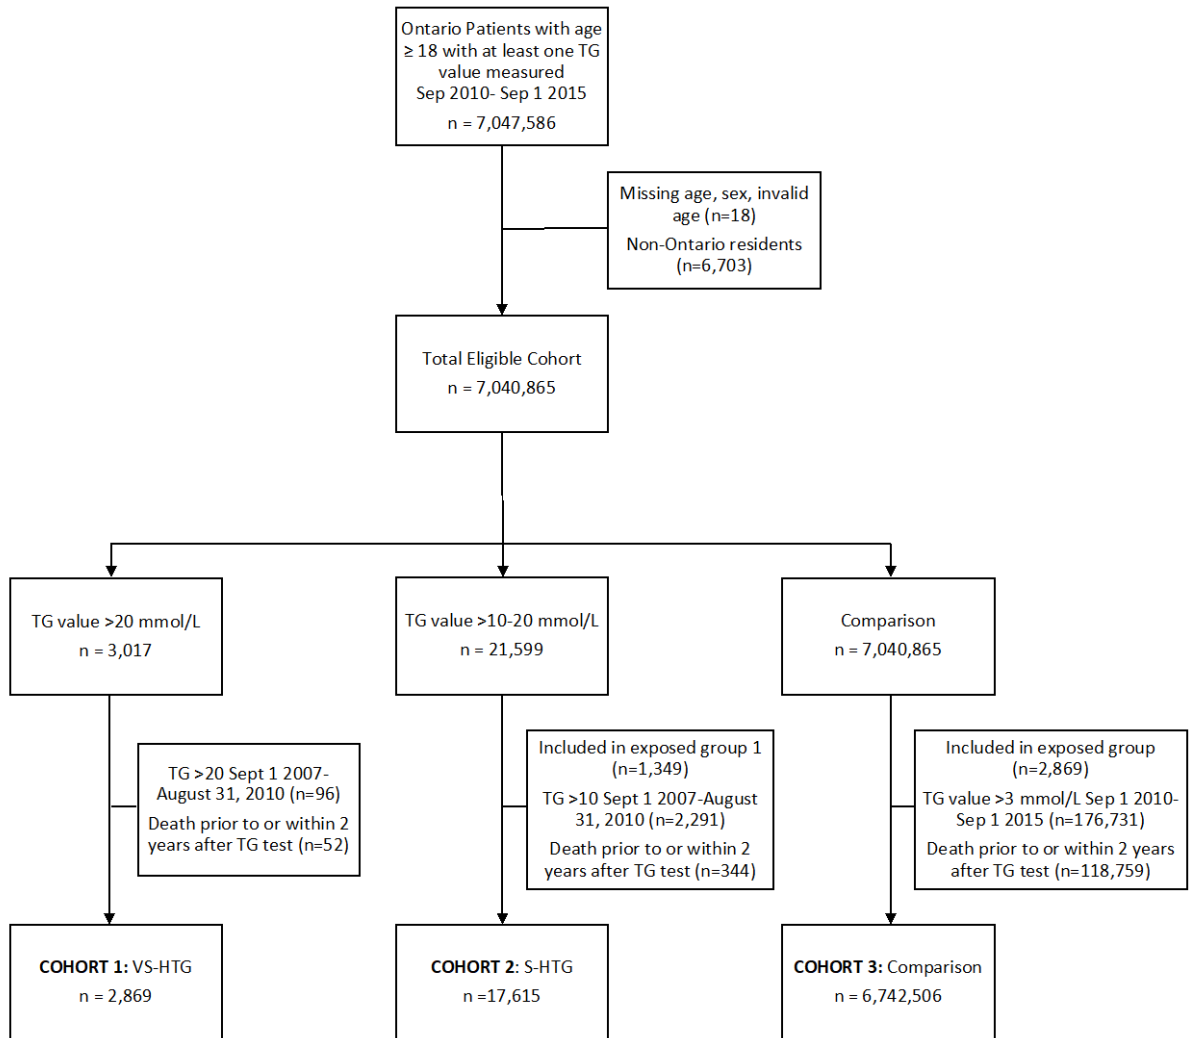 Ontario Patients with age
≥ 18 with at least one TG
value measured
Sep 2010- Sep 1 2015
n = 7,047,586
Missing age, sex, invalid
age (n=18)
Non-Ontario residents
(n=6,703)
Total Eligible Cohort
n = 7,040,865
TG value >20 mmol/L
n = 3,017
TG value >10-20 mmol/L
n = 21,599
Comparison
n = 7,040,865
TG >20 Sept 1 2007-
August 31, 2010 (n=96)
Death prior to or within 2
years after TG test (n=52)
Included in exposed group 1
(n=1,349)
TG >10 Sept 1 2007-August
31, 2010 (n=2,291)
Death prior to or within 2
years after TG test (n=344)
Included in exposed group
(n=2,869)
TG value >3 mmol/L Sep 1 2010-
Sep 1 2015 (n=176,731)
Death prior to or within 2 years
after TG test (n=118,759)
COHORT 1: VS-HTG
n = 2,869
COHORT 2: S-HTG
n =17,615
COHORT 3: Comparison
n = 6,742,506